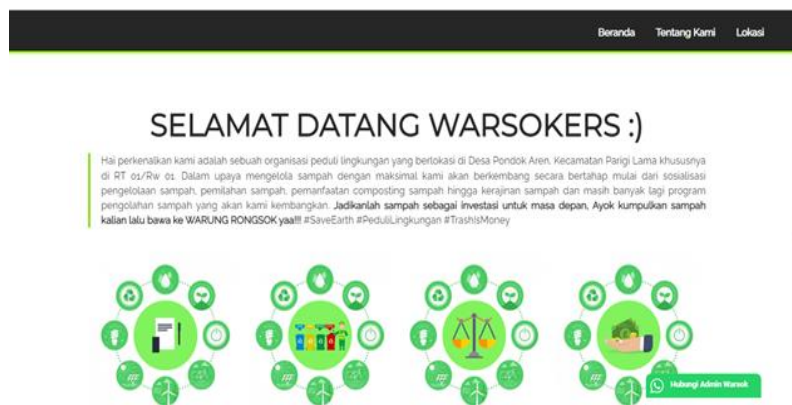 Beranda Tentang Kami Lokasi
SELAMAT DATANG WARSOKERS :)
Hai perkenalkan kami adalah sebuah organisasi peduli lingkungan yang berlokasi di Desa Pondok Aren, Kecamatan Parigi Lama khususnya
di RT 01/Rw 01. Dalam upaya mengelola sampah dengan maksimal kami akan berkembang secara bertahap mulai dari sosialisasi
pengelolaan sampah, pemilahan sampah, pemanfaatan composting sampah hingga kerajinan sampah dan masih banyak lagi program
pengolahan sampah yang akan kami kembangkan. Jadikanlah sampah sebagai investasi untuk masa depan, Ayok kumpulkan sampah
kalian lalu bawa ke WARUNG RONGSOK yaa!!! #SaveEarth #PeduliLingkungan #TrashIsMoney
Hubungi Admin Warsok